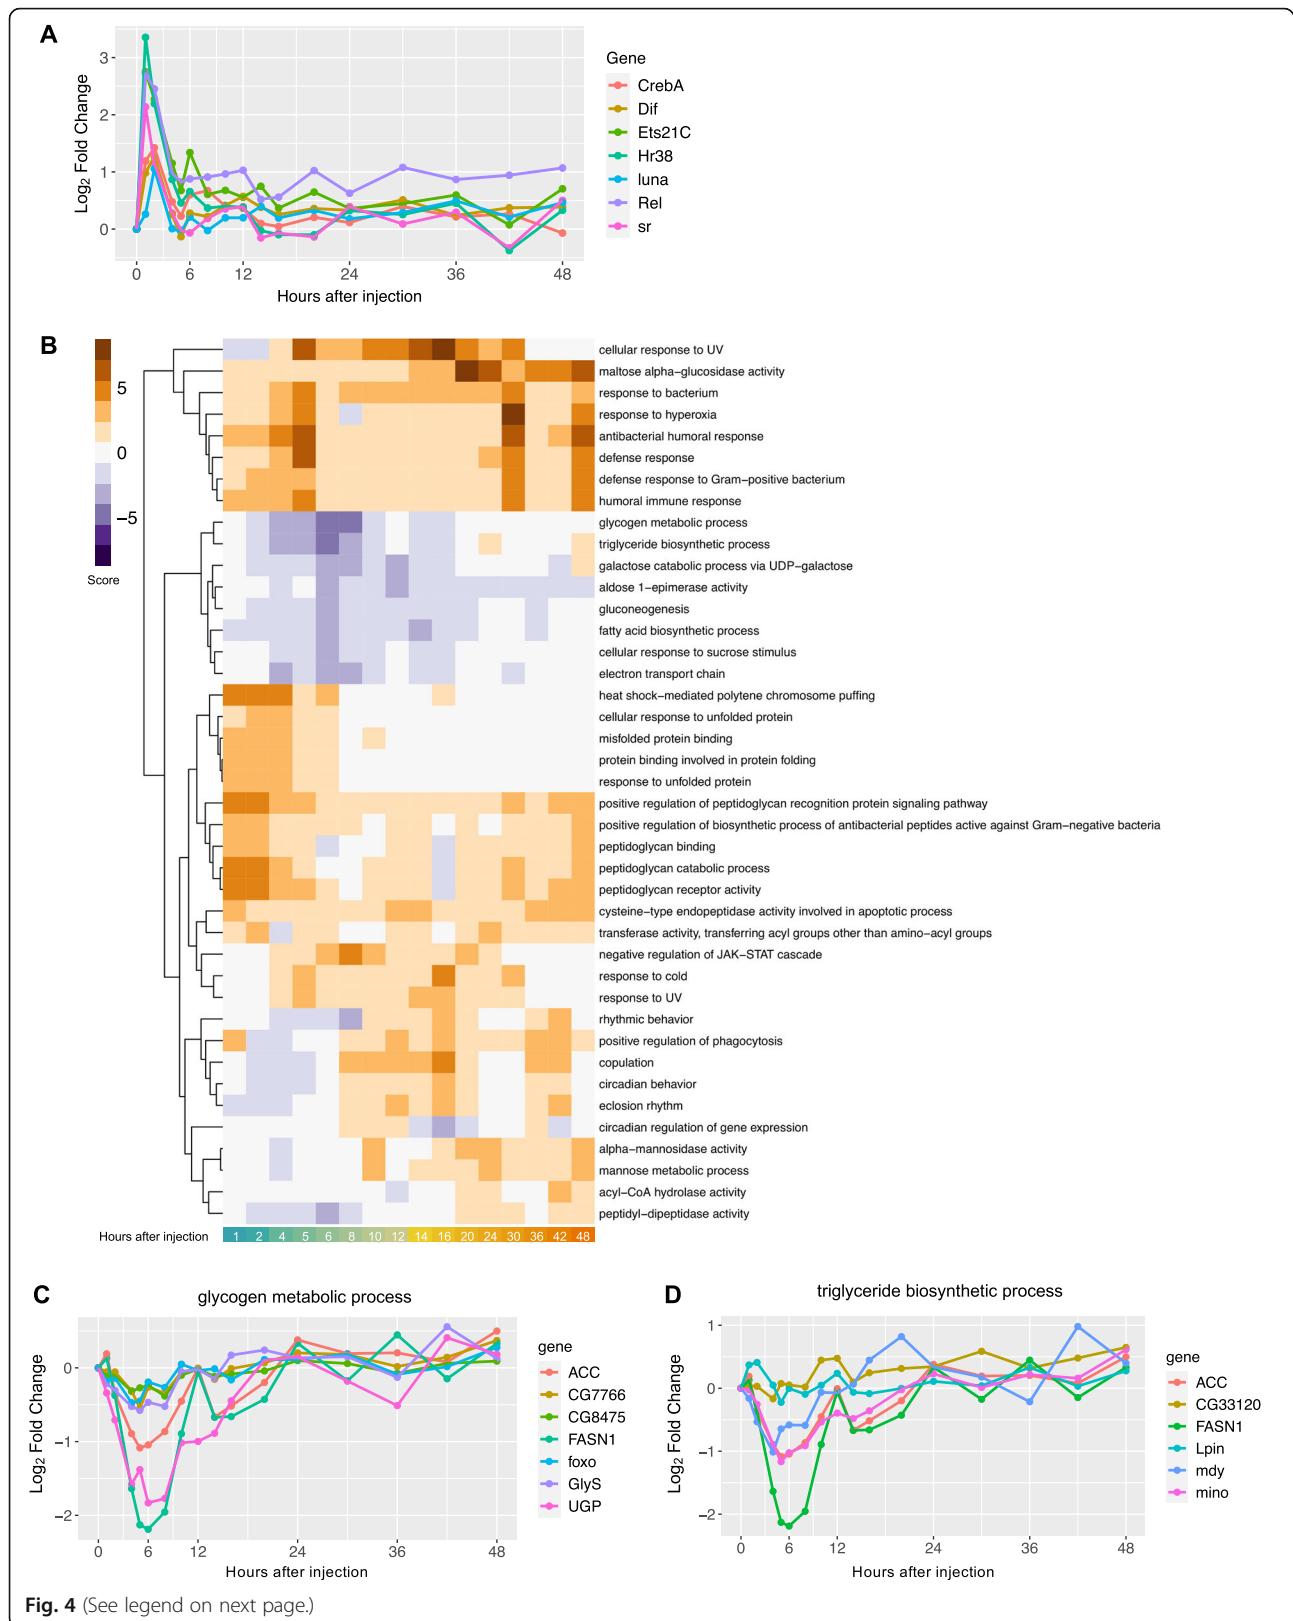 A
3
2
1
0
Log2 Fold Change
0 6 12 24 36 48
Hours after injection
Gene
CrebA
Dif
Ets21C
Hr38
luna
Rel
sr
B
5
0
−5
Score
cellular response to UV
maltose alpha−glucosidase activity
response to bacterium
response to hyperoxia
antibacterial humoral response
defense response
defense response to Gram−positive bacterium
humoral immune response
glycogen metabolic process
triglyceride biosynthetic process
galactose catabolic process via UDP−galactose
aldose 1−epimerase activity
gluconeogenesis
fatty acid biosynthetic process
cellular response to sucrose stimulus
electron transport chain
heat shock−mediated polytene chromosome puffing
cellular response to unfolded protein
misfolded protein binding
protein binding involved in protein folding
response to unfolded protein
positive regulation of peptidoglycan recognition protein signaling pathway
positive regulation of biosynthetic process of antibacterial peptides active against Gram−negative bacteria
peptidoglycan binding
peptidoglycan catabolic process
peptidoglycan receptor activity
cysteine−type endopeptidase activity involved in apoptotic process
transferase activity, transferring acyl groups other than amino−acyl groups
negative regulation of JAK−STAT cascade
response to cold
response to UV
rhythmic behavior
positive regulation of phagocytosis
copulation
circadian behavior
eclosion rhythm
circadian regulation of gene expression
alpha−mannosidase activity
mannose metabolic process
acyl−CoA hydrolase activity
peptidyl−dipeptidase activity
Hours after injection 1 2 4 5 6 8 10 12 14 16 20 24 30 36 42 48
C
glycogen metabolic process
0
−1
−2
Log2 Fold Change
0 6 12 24 36 48
Hours after injection
gene
ACC
CG7766
CG8475
FASN1
foxo
GlyS
UGP
D
triglyceride biosynthetic process
1
0
−1
−2
Log2 Fold Change
0 6 12 24 36 48
Hours after injection
gene
ACC
CG33120
FASN1
Lpin
mdy
mino
Fig. 4 (See legend on next page.)